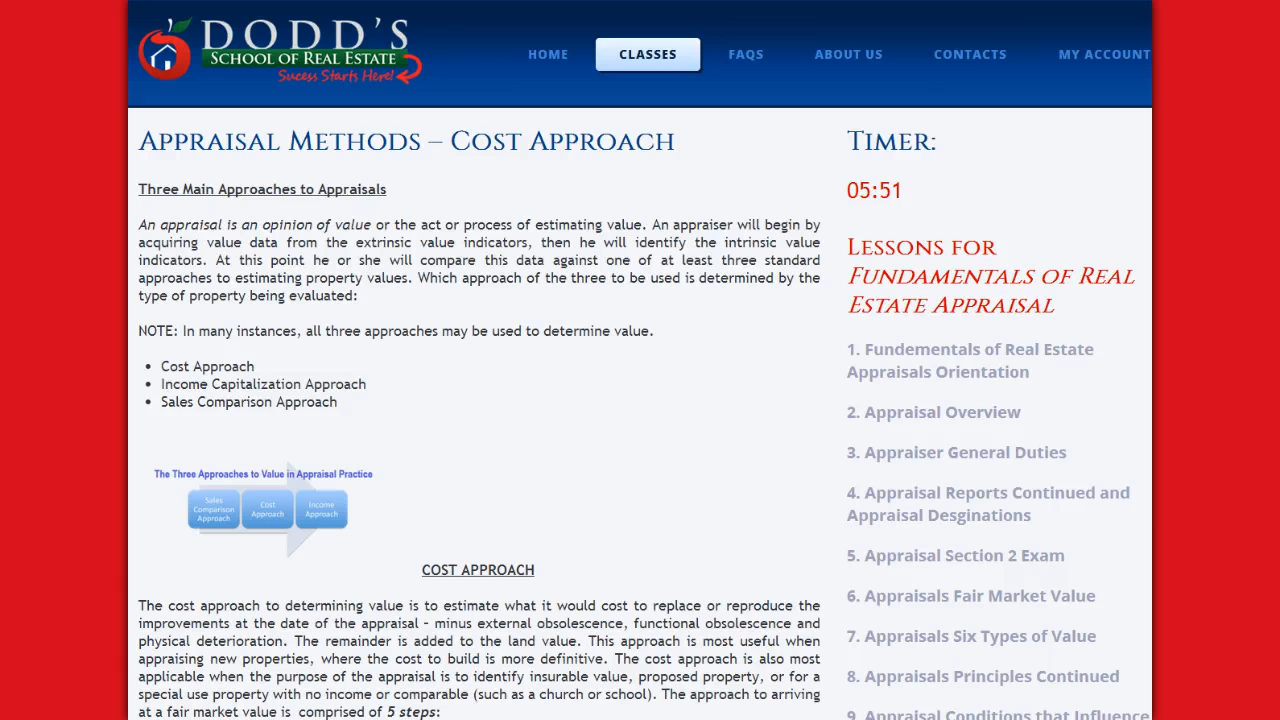 DODD'S
SCHOOL OF REAL ESTATE
Sucess Starts Here!
HOME
CLASSES
FAQS
ABOUT US
CONTACTS
MY ACCOUNT
APPRAISAL METHODS – COST APPROACH
Three Main Approaches to Appraisals
An appraisal is an opinion of value or the act or process of estimating value. An appraiser will begin by
acquiring value data from the extrinsic value indicators, then he will identify the intrinsic value
indicators. At this point he or she will compare this data against one of at least three standard
approaches to estimating property values. Which approach of the three to be used is determined by the
type of property being evaluated:
NOTE: In many instances, all three approaches may be used to determine value.
• Cost Approach
• Income Capitalization Approach
• Sales Comparison Approach
The Three Approaches to Value in Appraisal Practice
Sales
Comparison
Approach
Cost
Approach
Income
Approach
COST APPROACH
The cost approach to determining value is to estimate what it would cost to replace or reproduce the
improvements at the date of the appraisal – minus external obsolescence, functional obsolescence and
physical deterioration. The remainder is added to the land value. This approach is most useful when
appraising new properties, where the cost to build is more definitive. The cost approach is also most
applicable when the purpose of the appraisal is to identify insurable value, proposed property, or for a
special use property with no income or comparable (such as a church or school). The approach to arriving
at a fair market value is comprised of 5 steps:
TIMER:
05:51
LESSONS FOR
FUNDAMENTALS OF REAL
ESTATE APPRAISAL
1. Fundementals of Real Estate
Appraisals Orientation
2. Appraisal Overview
3. Appraiser General Duties
4. Appraisal Reports Continued and
Appraisal Desginations
5. Appraisal Section 2 Exam
6. Appraisals Fair Market Value
7. Appraisals Six Types of Value
8. Appraisals Principles Continued
9. Appraisal Conditions that Influence